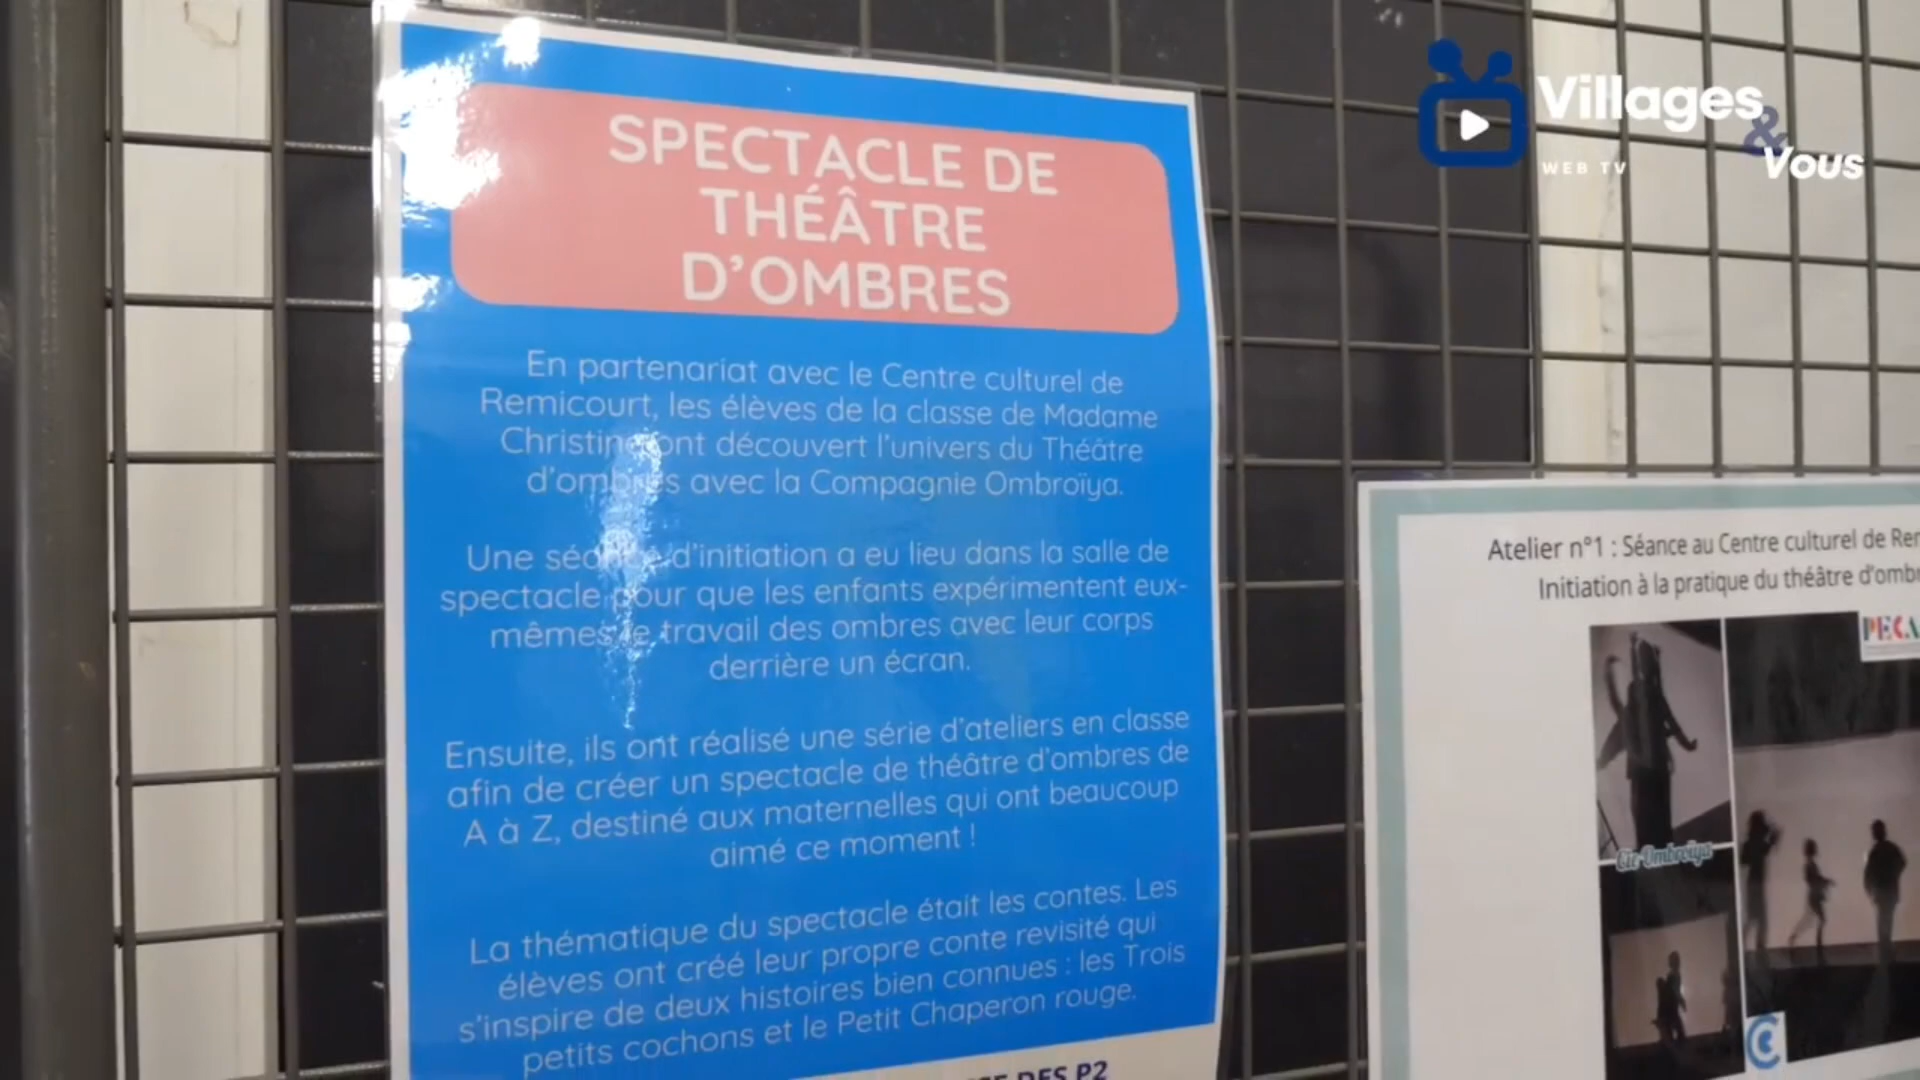 SPECTACLE DE
THÉÂTRE
D'OMBRES
En partenariat avec le Centre culturel de
Remicourt, les élèves de la classe de Madame
Christine ont découvert l'univers du Théâtre
d'ombres avec la Compagnie Ombroïya.
Une séance d'initiation a eu lieu dans la salle de
spectacle pour que les enfants expérimentent eux-
mêmes le travail des ombres avec leur corps
derrière un écran.
Ensuite, ils ont réalisé une série d'ateliers en classe
afin de créer un spectacle de théâtre d'ombres de
A à Z, destiné aux maternelles qui ont beaucoup
aimé ce moment !
La thématique du spectacle était les contes. Les
élèves ont créé leur propre conte revisité qui
s'inspire de deux histoires bien connues : les Trois
petits cochons et le Petit Chaperon rouge.
DES P2
Villages
&
Vous
WEB TV
Atelier n°1 : Séance au Centre culturel de
Initiation à la pratique du théâtre
PECA
Cie Ombroïya